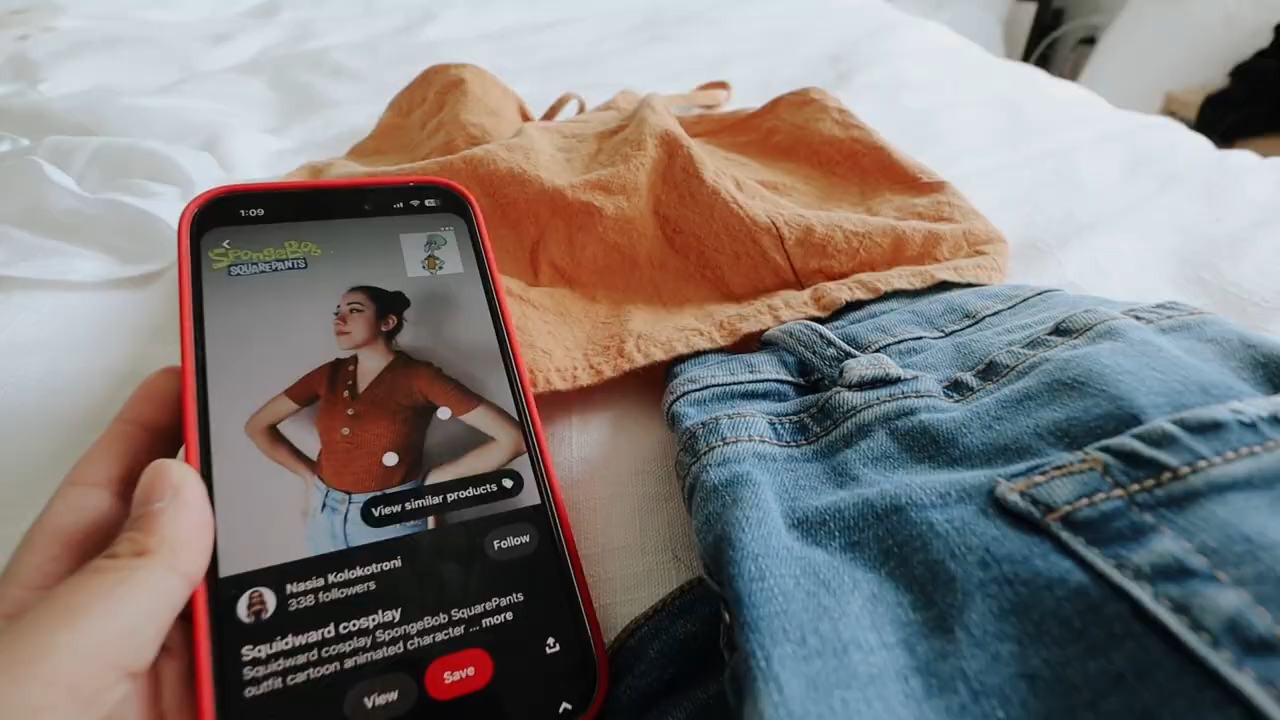 1:09
SpongeBob
SQUAREPANTS
View similar products
Follow
Nasia Kolokotroni
338 followers
Squidward cosplay
Squidward cosplay SpongeBob SquarePants
outfit cartoon animated character ... more
View
Save